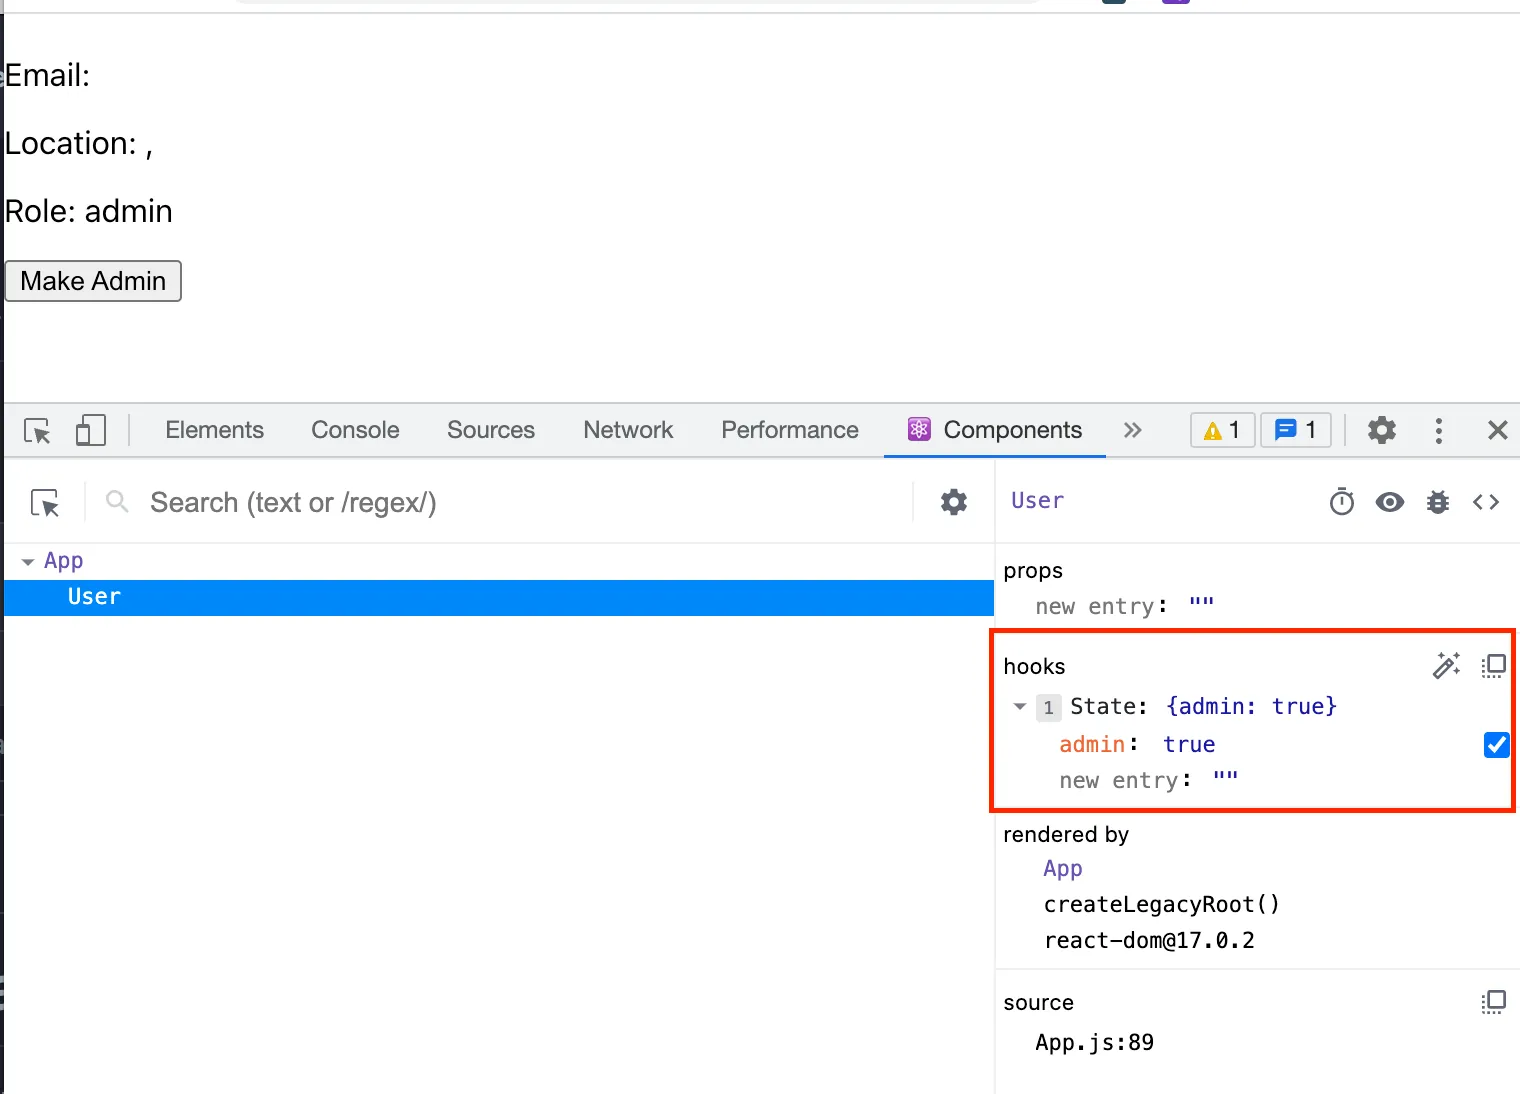 Email:
Location: ,
Role: admin
Make Admin
Elements Console Sources Network Performance Components 1 1
Search (text or /regex/)
User
App
User
props
new entry: ""
hooks
1 State: {admin: true}
admin: true
new entry: ""
rendered by
App
createLegacyRoot()
react-dom@17.0.2
source
App.js:89